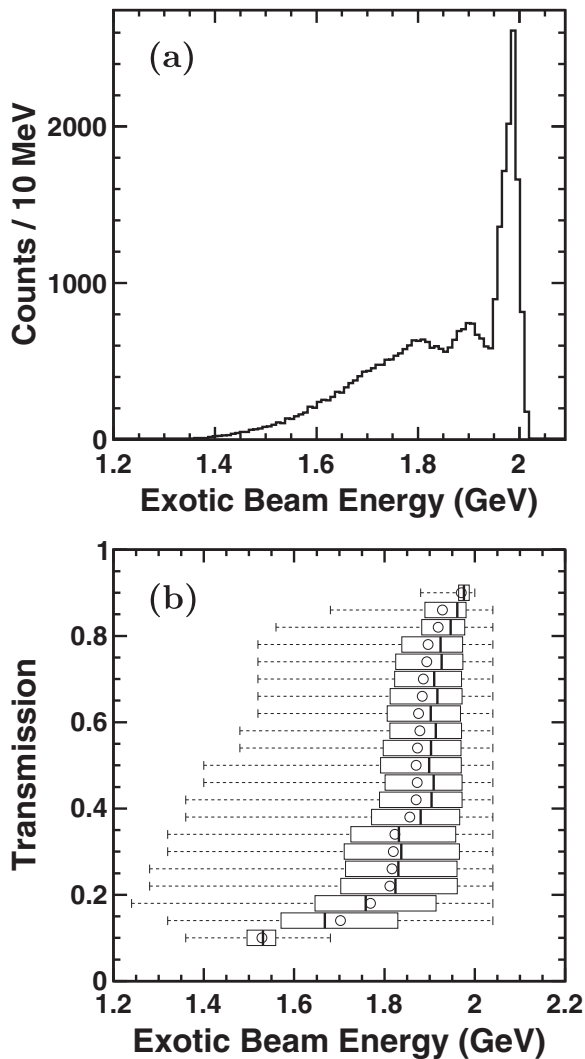 (a)
Counts / 10 MeV
2000
1000
0
1.2 1.4 1.6 1.8 2
Exotic Beam Energy (GeV)
(b)
Transmission
1
0.8
0.6
0.4
0.2
0
1.2 1.4 1.6 1.8 2 2.2
Exotic Beam Energy (GeV)